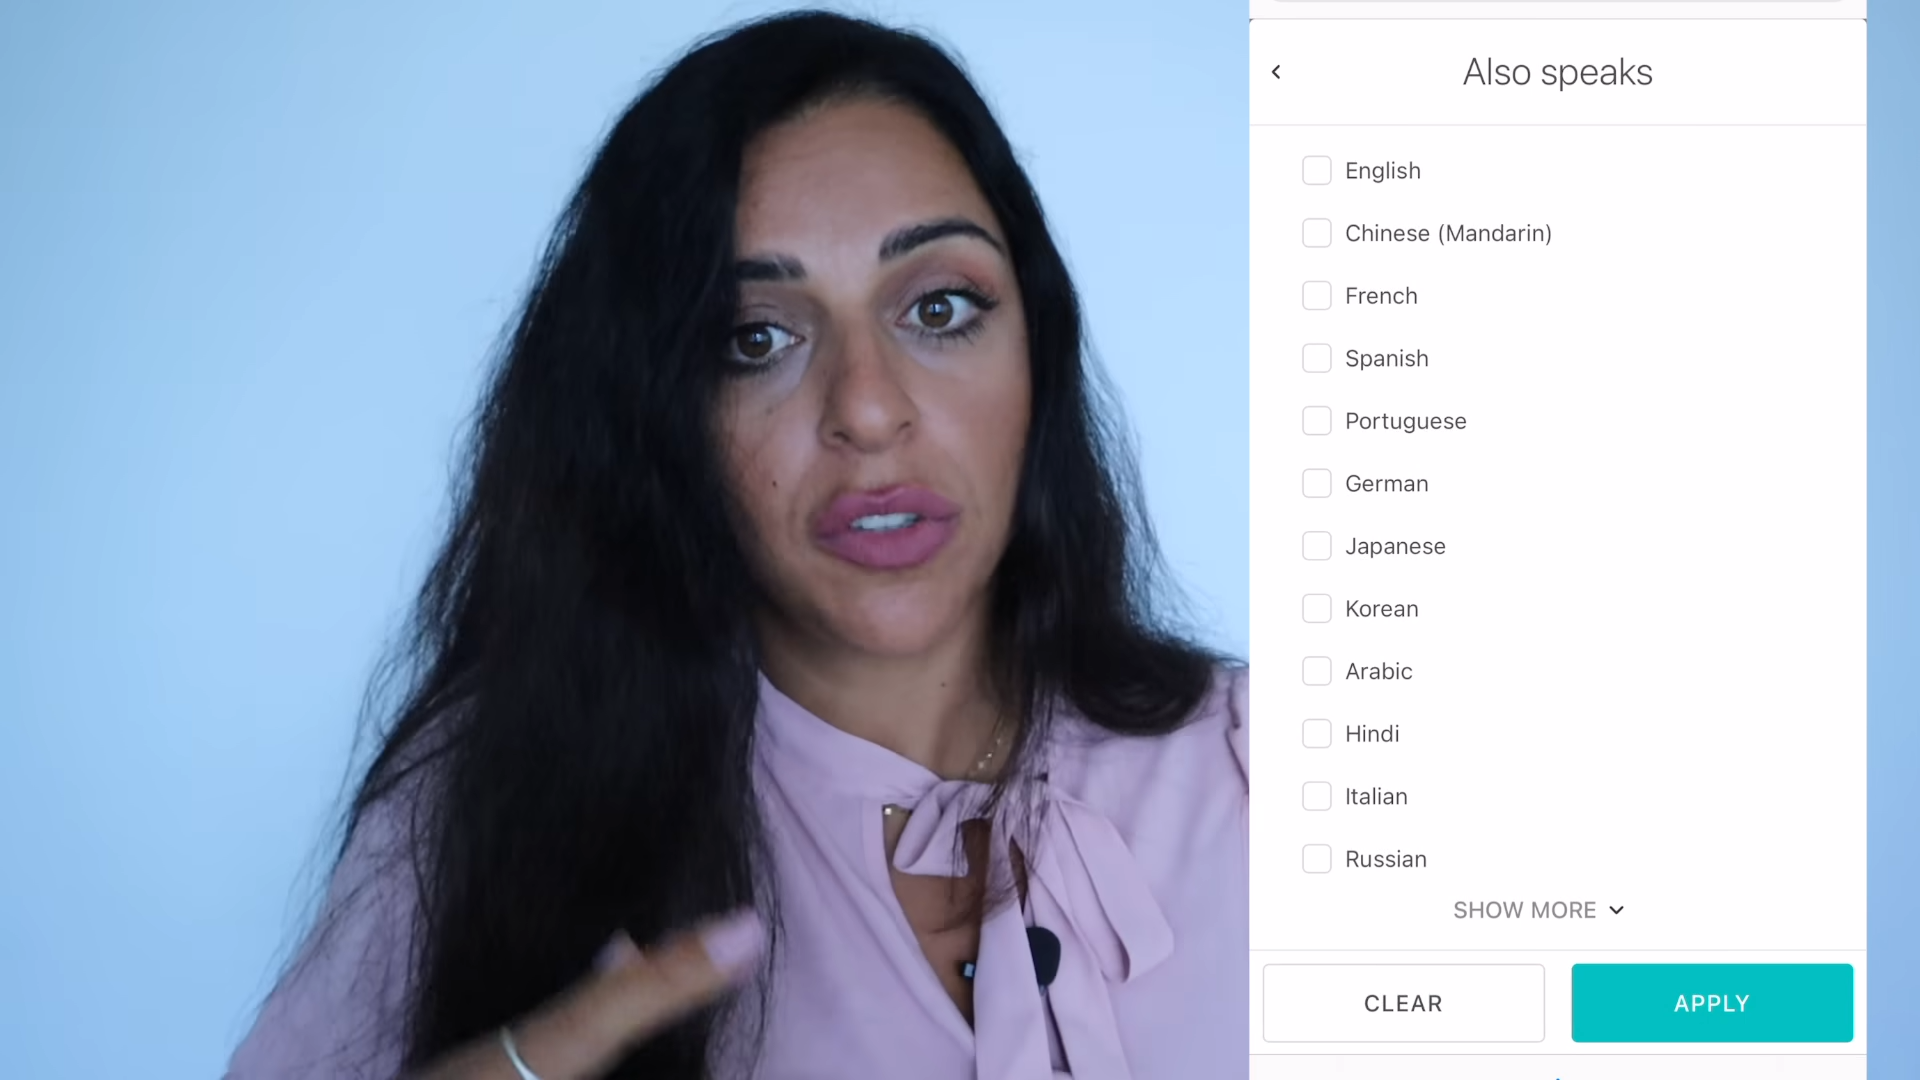 Also speaks
English
Chinese (Mandarin)
French
Spanish
Portuguese
German
Japanese
Korean
Arabic
Hindi
Italian
Russian
SHOW MORE
CLEAR
APPLY